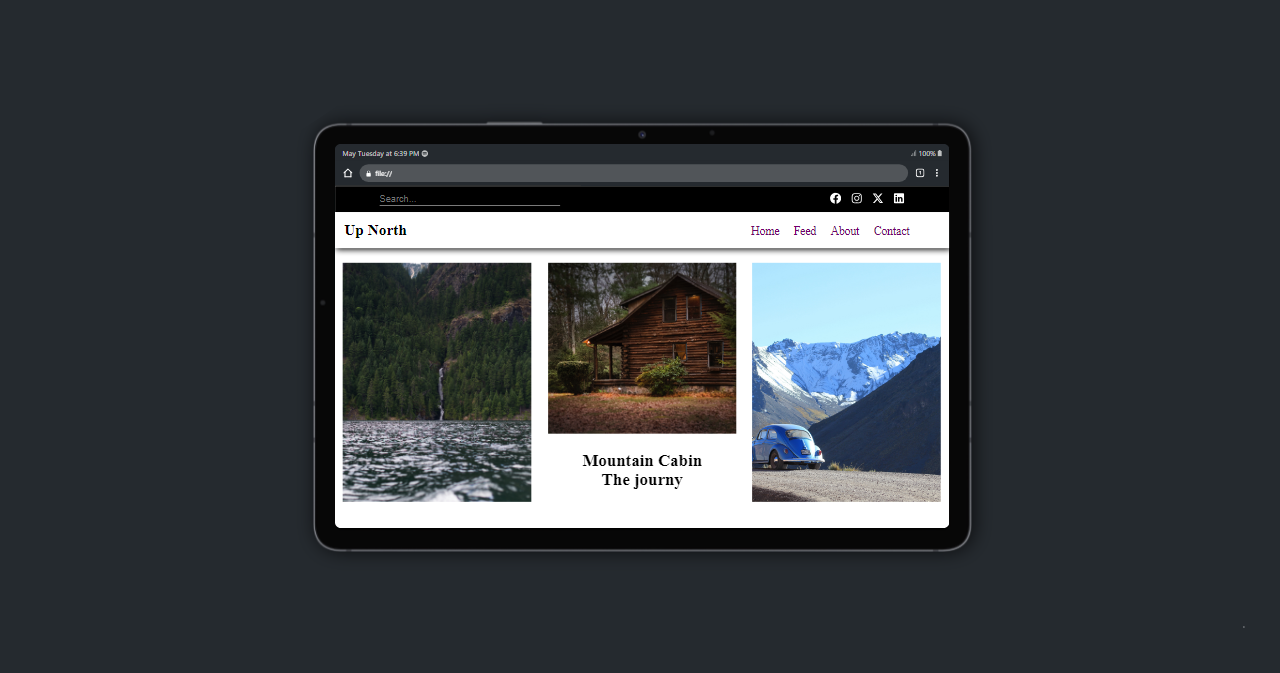 May Tuesday at 6:39 PM
100%
file://
1
Search...
Up North
Home Feed About Contact
Mountain Cabin
The journy